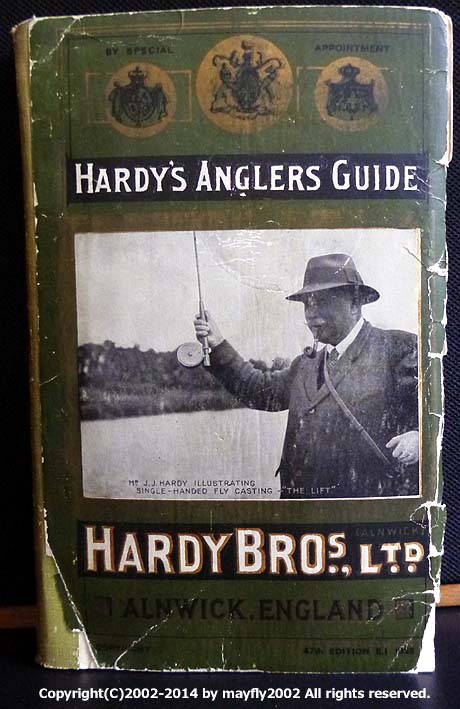 BY SPECIAL APPOINTMENT
HARDY'S ANGLERS GUIDE
MR J.J. HARDY ILLUSTRATING
SINGLE-HANDED FLY CASTING - "THE LIFT"
(ALNWICK)
HARDY BROS., LTD.
ALNWICK, ENGLAND
COPYRIGHT 47TH EDITION
Copyright(C)2002-2014 by mayfly2002 All rights reserved.